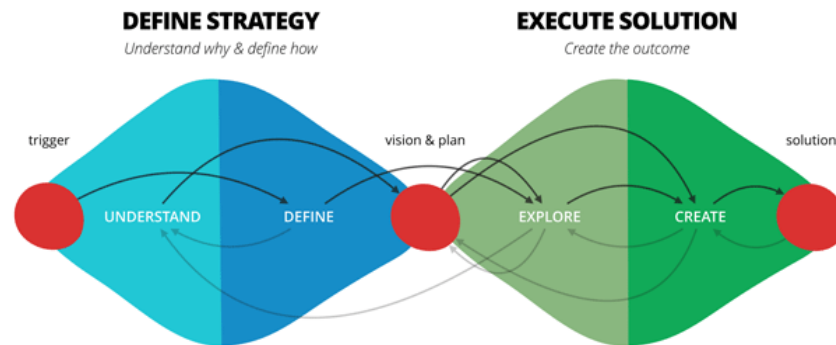 DEFINE STRATEGY
Understand why & define how
EXECUTE SOLUTION
Create the outcome
trigger
vision & plan
solution
UNDERSTAND
DEFINE
EXPLORE
CREATE